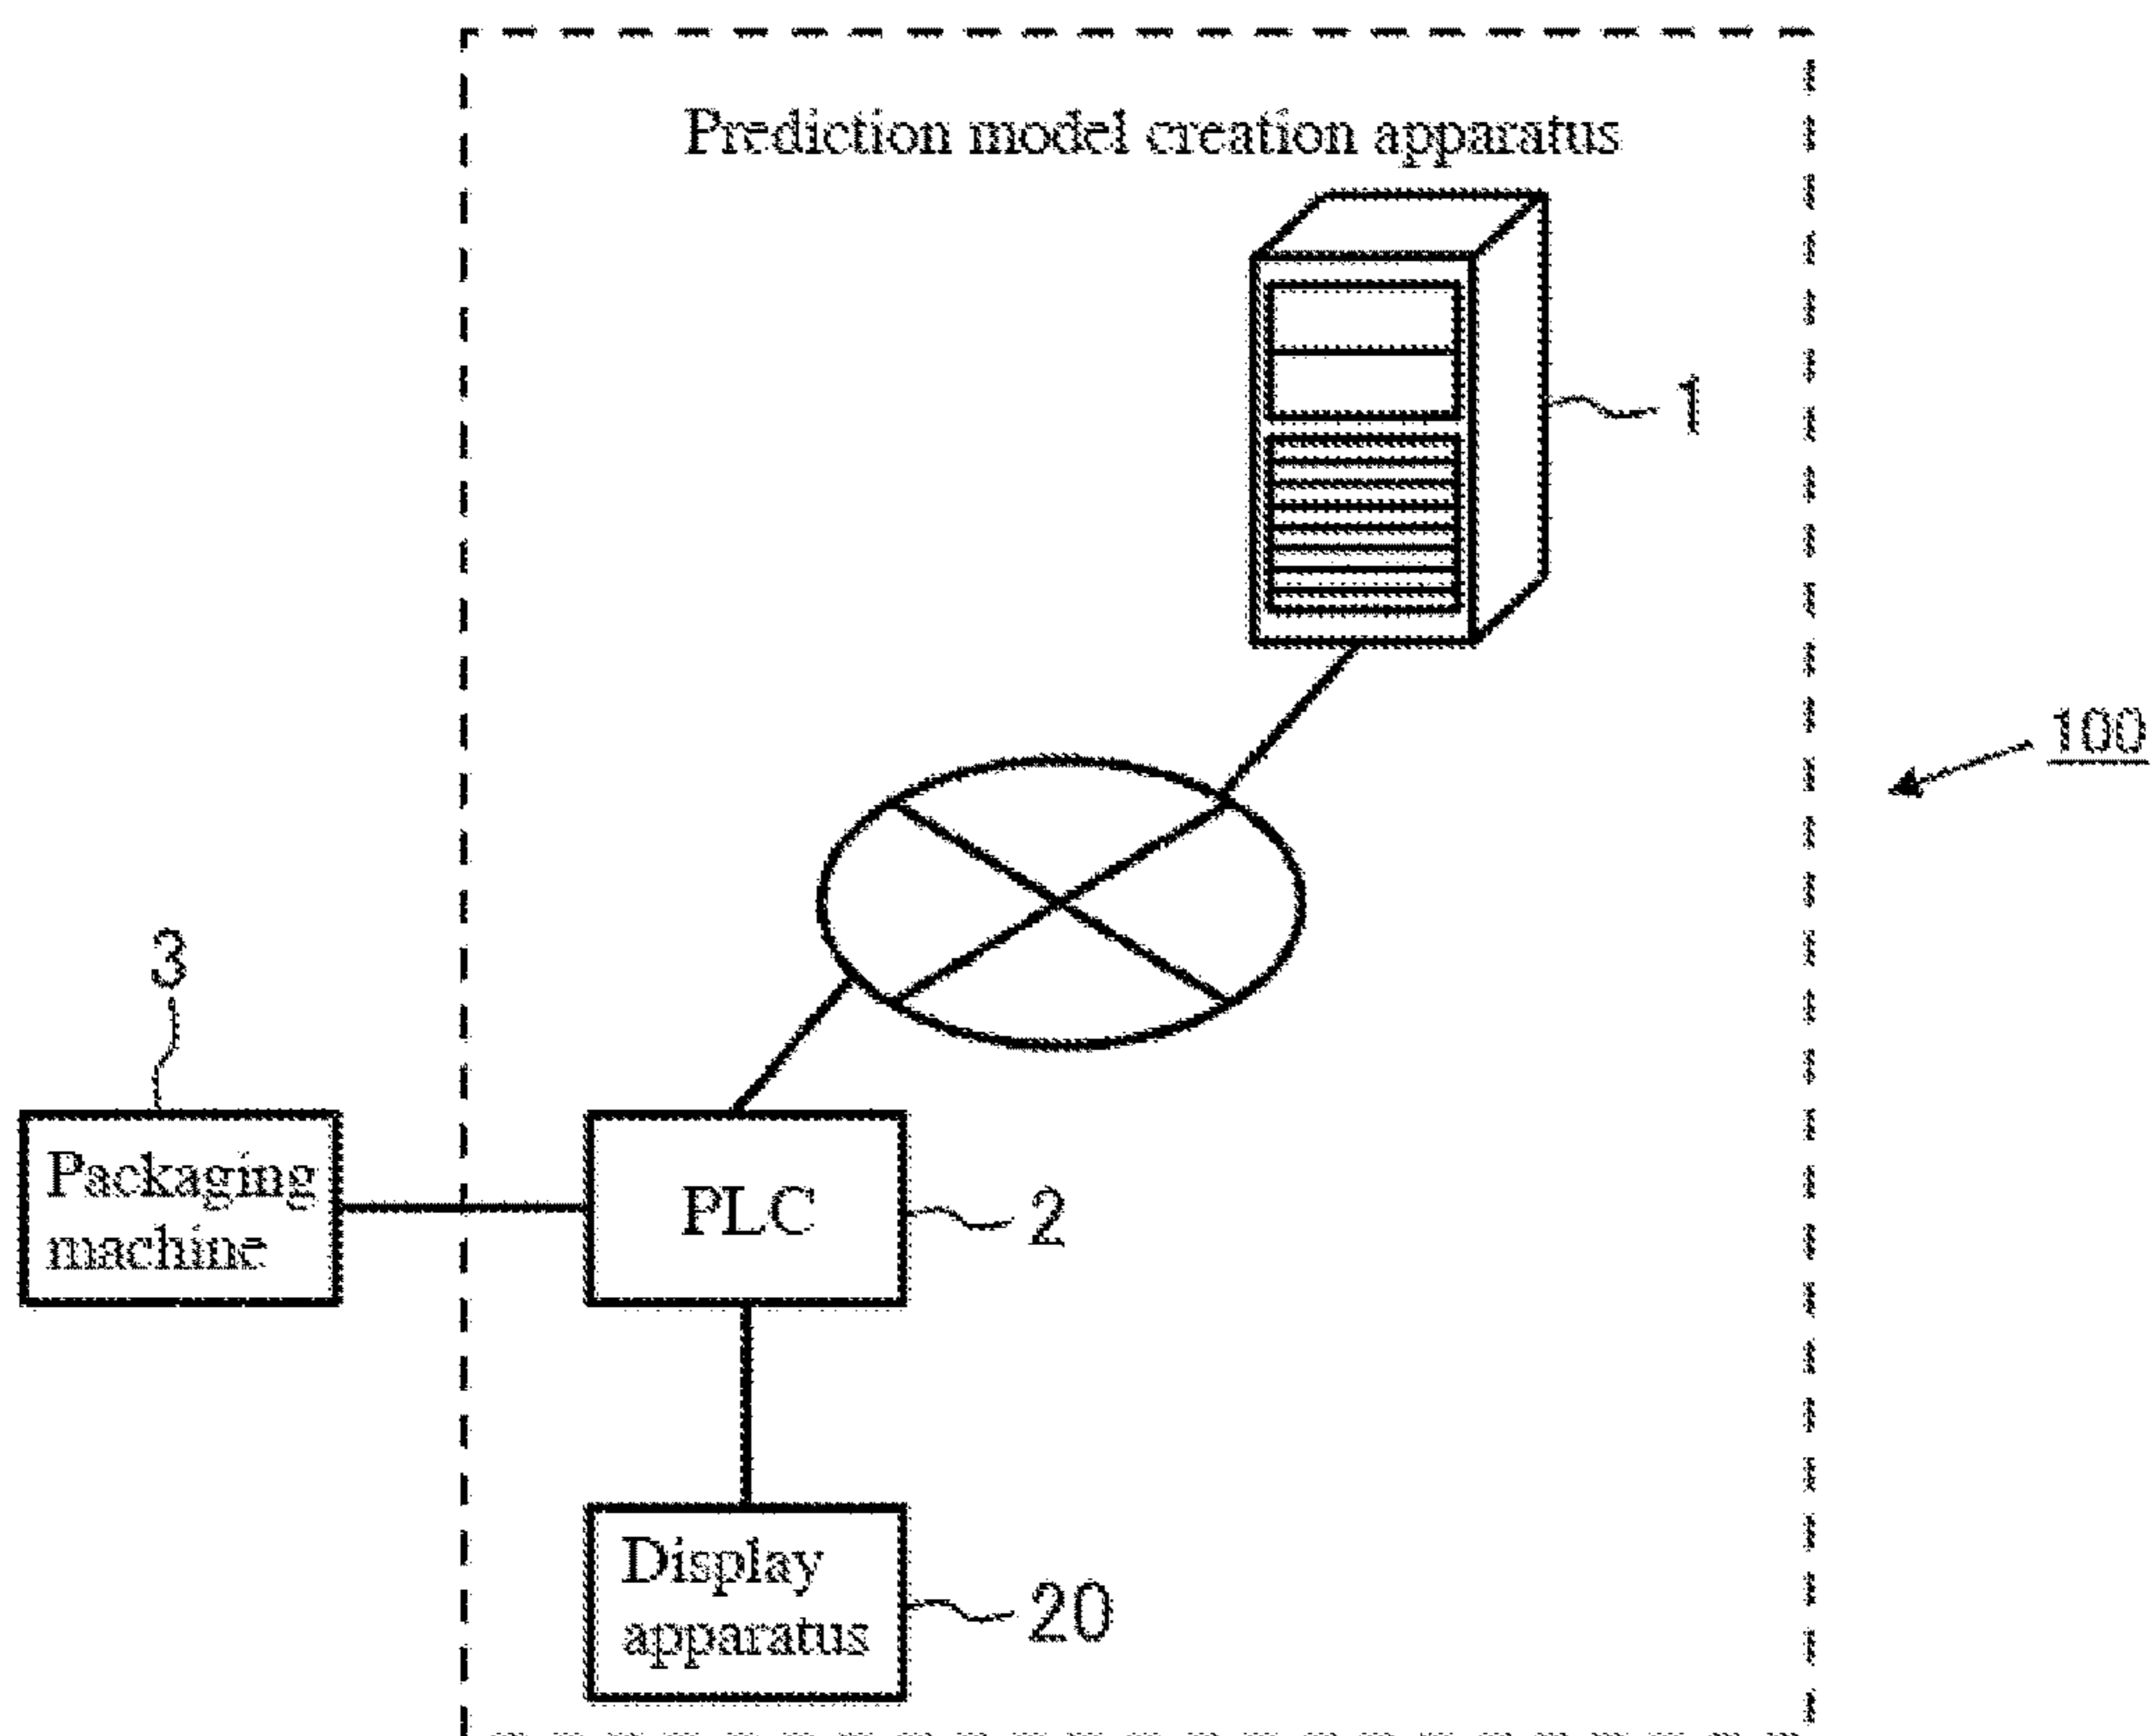 Prediction model creation apparatus
1
100
3
Packaging
machine
PLC
2
Display
apparatus
20